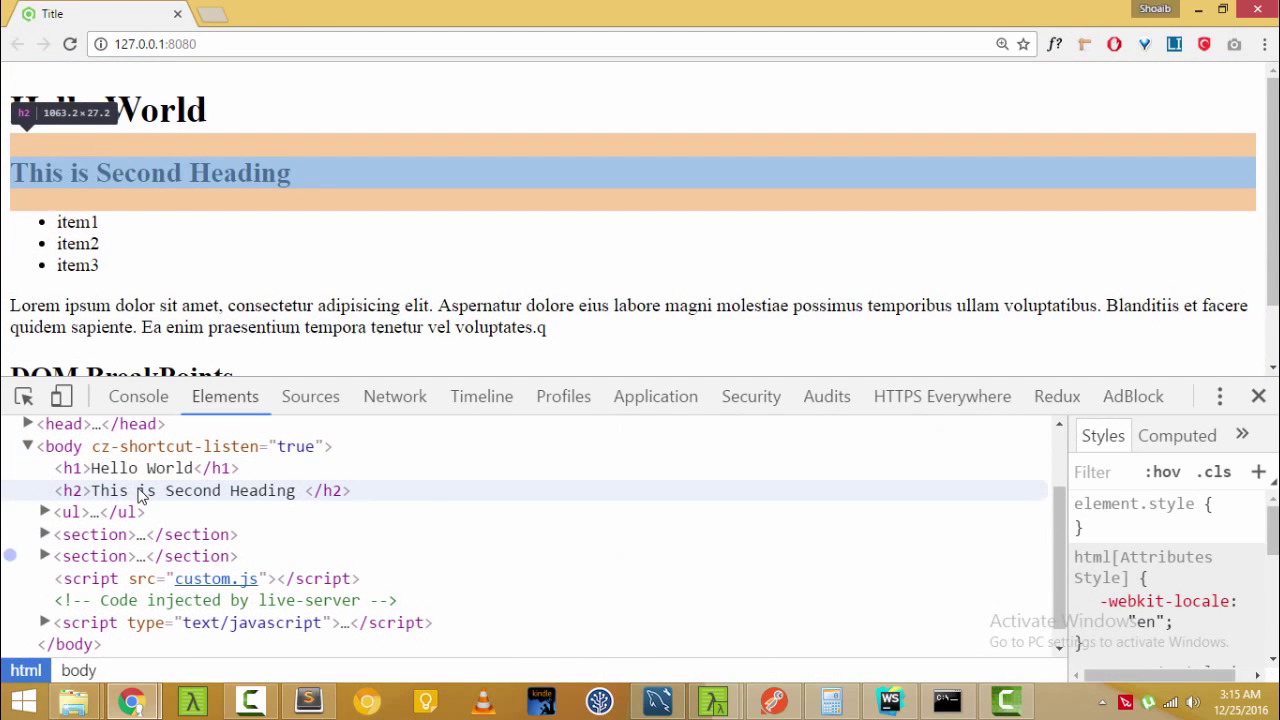 Title
Shoaib
127.0.0.1:8080
f?
LI
Hello World
h2 1063.2×27.2
This is Second Heading
item1
item2
item3
Lorem ipsum dolor sit amet, consectetur adipisicing elit. Aspernatur dolore eius labore magni molestiae possimus temporibus ullam voluptatibus. Blanditiis et facere
quidem sapiente. Ea enim praesentium tempora tenetur vel voluptates.q
DOM BreakPoints
Console Elements Sources Network Timeline Profiles Application Security Audits HTTPS Everywhere Redux AdBlock
<head>…</head>
<body cz-shortcut-listen="true">
<h1>Hello World</h1>
<h2>This is Second Heading </h2>
<ul>…</ul>
<section>…</section>
<section>…</section>
<script src="custom.js"></script>
<!-- Code injected by live-server -->
<script type="text/javascript">…</script>
</body>
html body
Styles Computed »
Filter :hov .cls +
element.style {
}
html[Attributes
Style] {
-webkit-locale:
"en";
}
Activate Windows
Go to PC settings to activate Windows.
kindle
WS
3:15 AM
12/25/2016